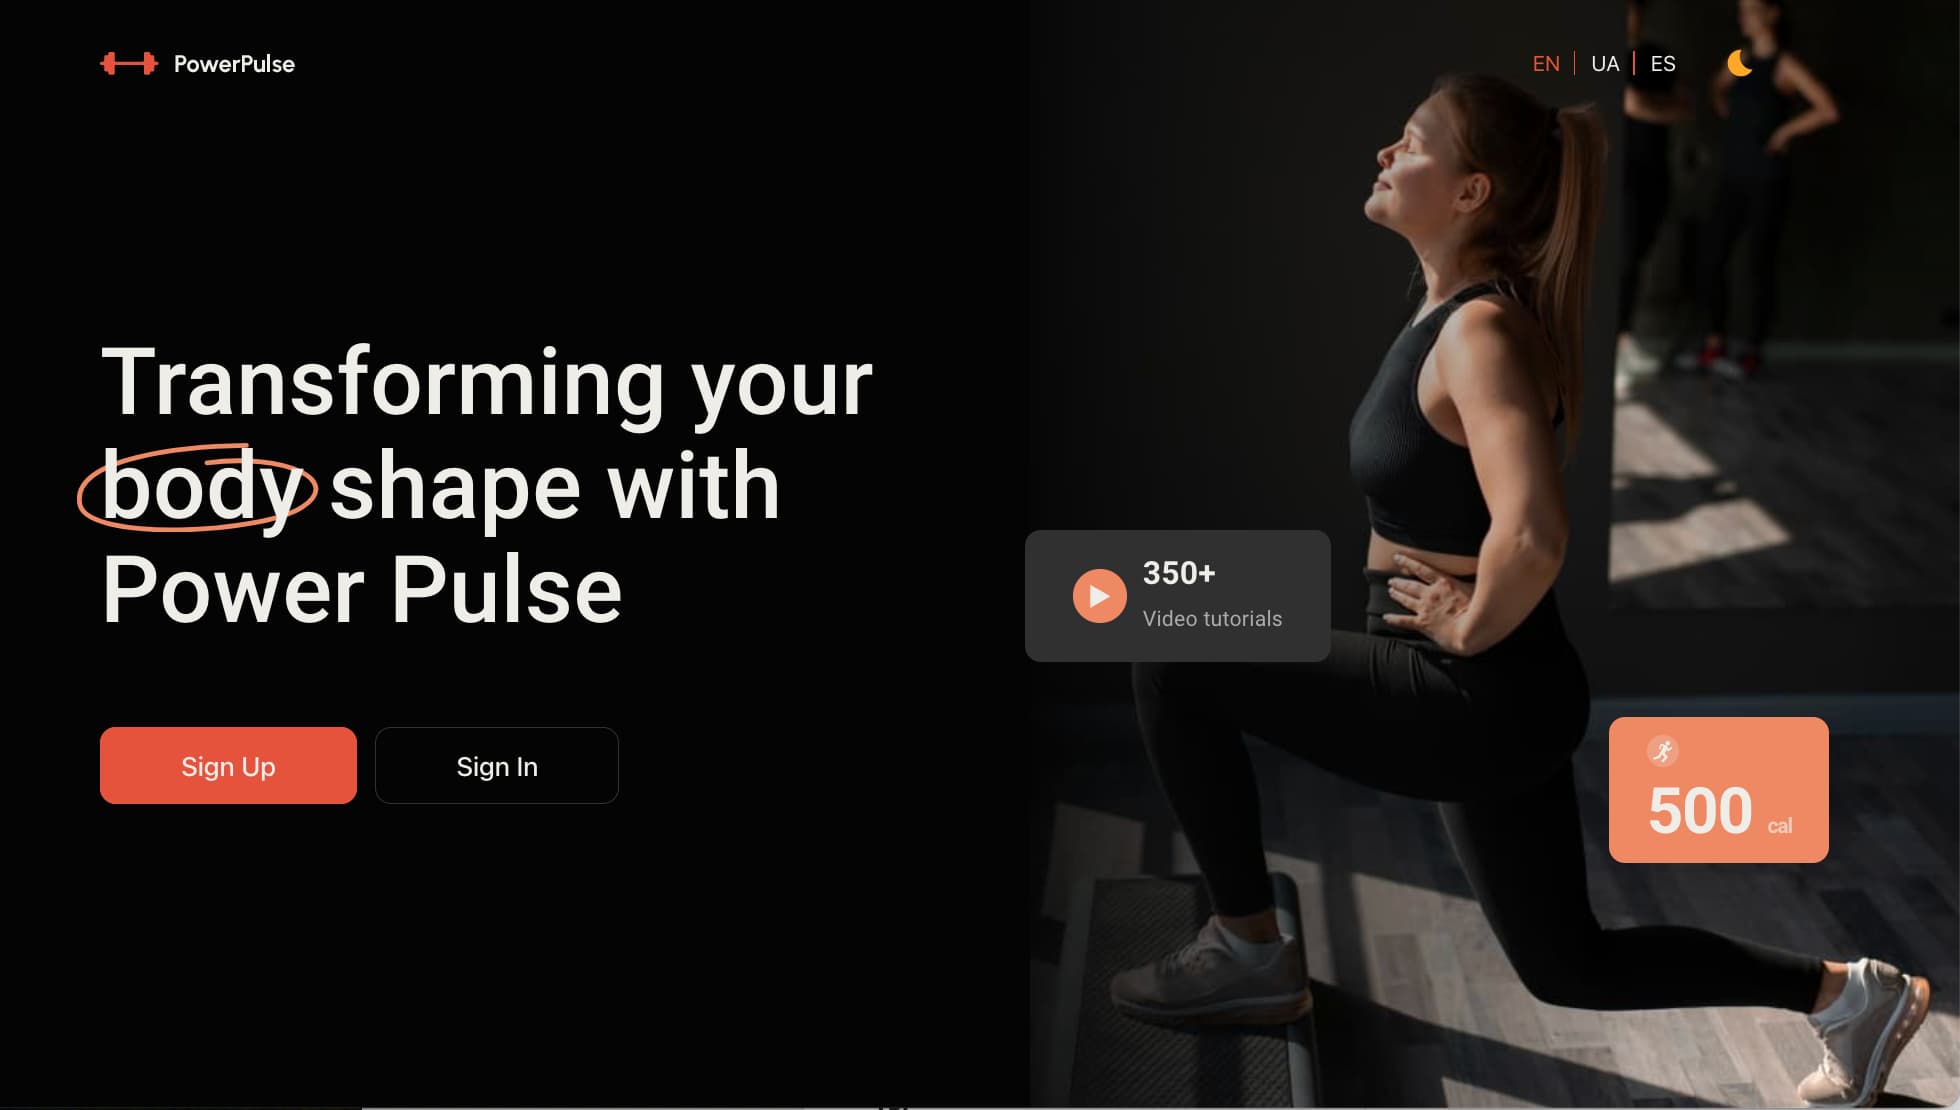 PowerPulse
EN UA ES
Transforming your
body shape with
Power Pulse
350+
Video tutorials
Sign Up
Sign In
500 cal